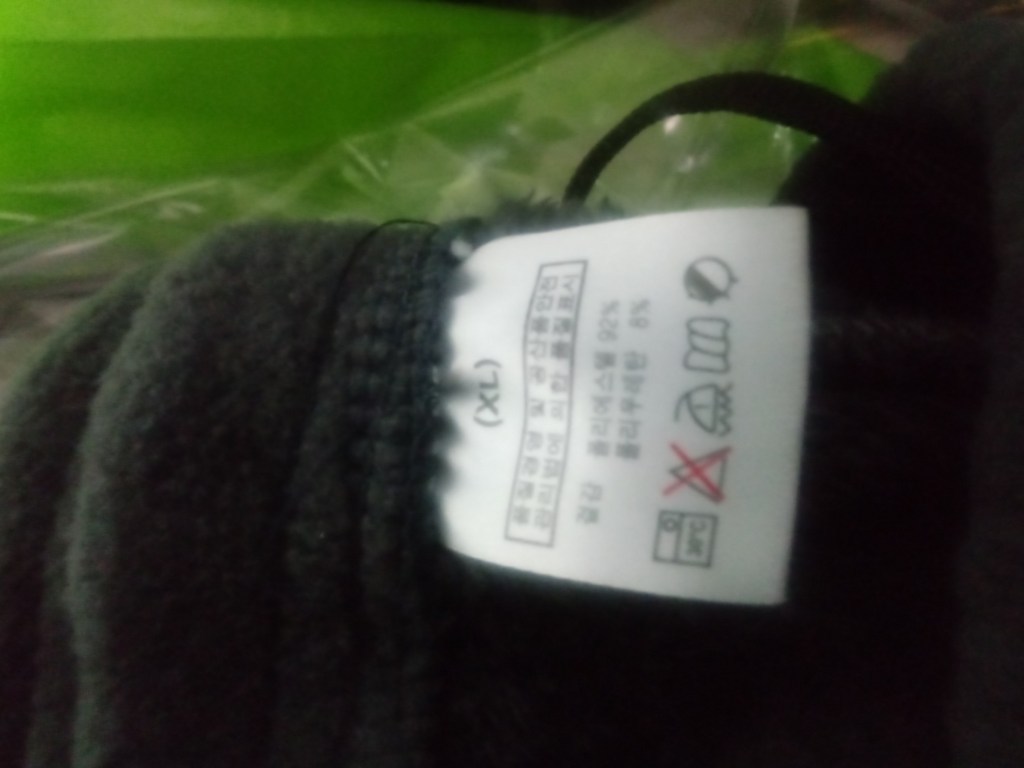 (XL)
품질경영 및 공산품안전
관리법에 의한 품질표시
겉감 폴리에스텔 92%
폴리우레탄 8%